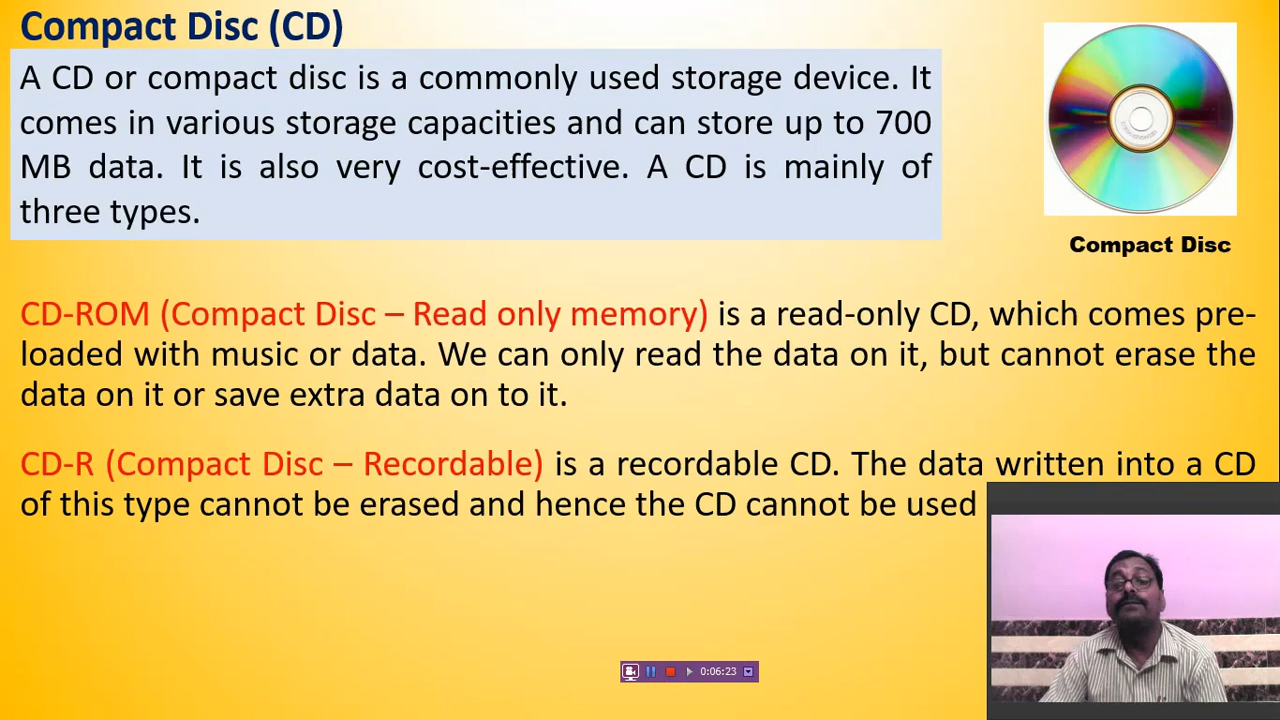 Compact Disc (CD)
A CD or compact disc is a commonly used storage device. It
comes in various storage capacities and can store up to 700
MB data. It is also very cost-effective. A CD is mainly of
three types.
Compact Disc
CD-ROM (Compact Disc – Read only memory) is a read-only CD, which comes pre-
loaded with music or data. We can only read the data on it, but cannot erase the
data on it or save extra data on to it.
CD-R (Compact Disc – Recordable) is a recordable CD. The data written into a CD
of this type cannot be erased and hence the CD cannot be used
0:06:23